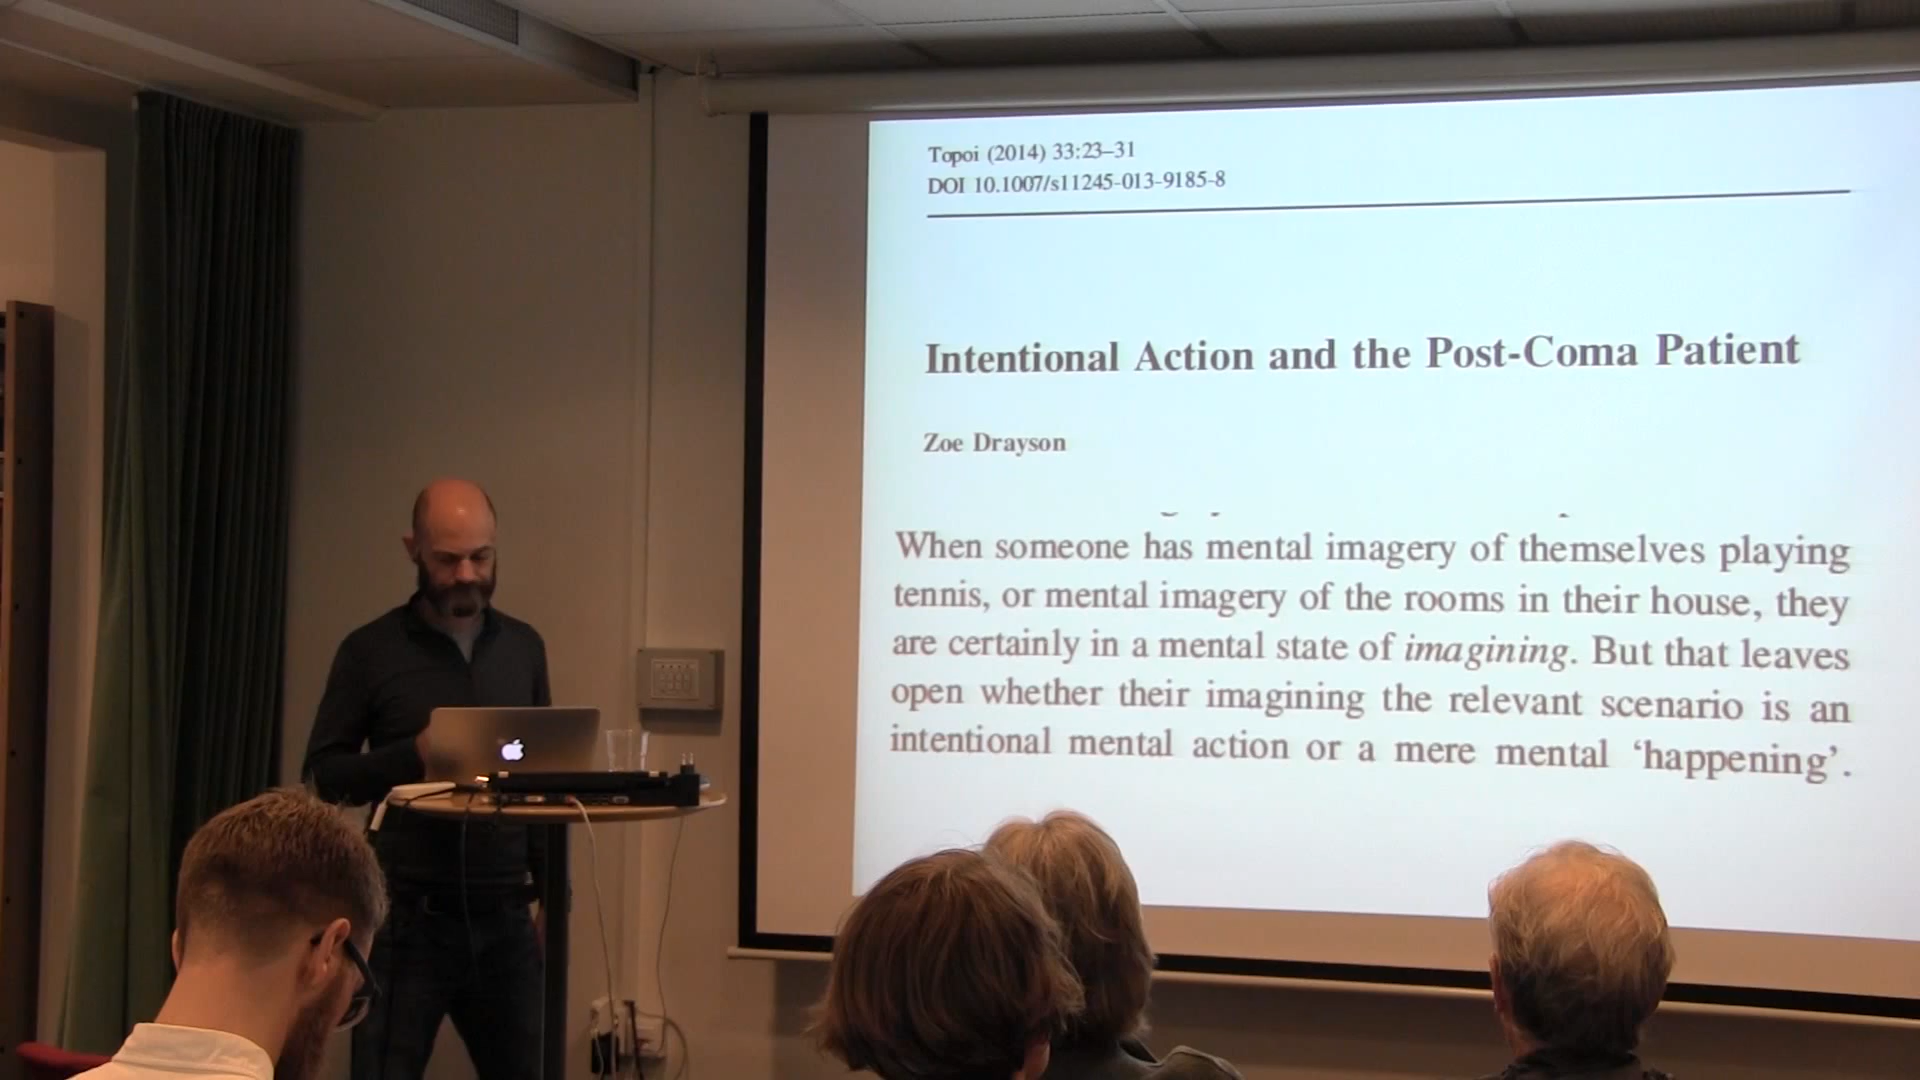 Topoi (2014) 33:23–31
DOI 10.1007/s11245-013-9185-8
Intentional Action and the Post-Coma Patient
Zoe Drayson
When someone has mental imagery of themselves playing
tennis, or mental imagery of the rooms in their house, they
are certainly in a mental state of imagining. But that leaves
open whether their imagining the relevant scenario is an
intentional mental action or a mere mental ‘happening’.